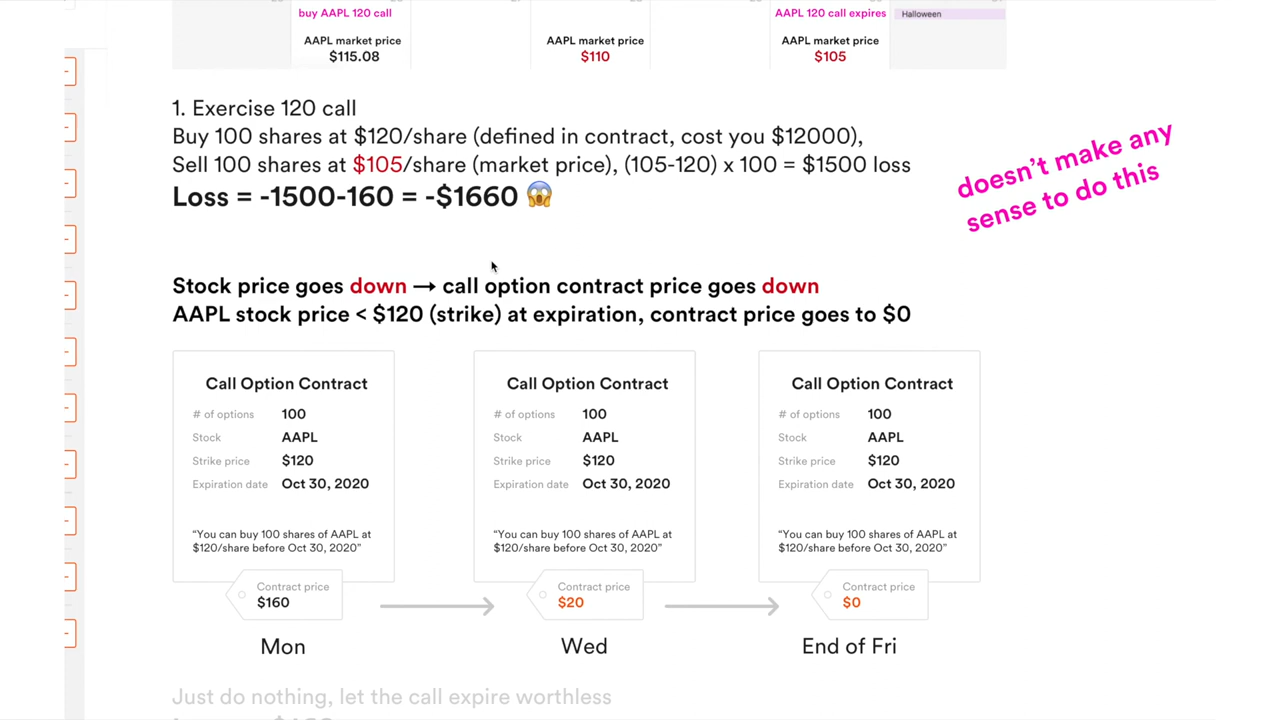 buy AAPL 120 call
AAPL 120 call expires
Halloween
AAPL market price
$115.08
AAPL market price
$110
AAPL market price
$105
1. Exercise 120 call
Buy 100 shares at $120/share (defined in contract, cost you $12000),
Sell 100 shares at $105/share (market price), (105-120) x 100 = $1500 loss
Loss = -1500-160 = -$1660 😱
doesn’t make any
sense to do this
Stock price goes down → call option contract price goes down
AAPL stock price < $120 (strike) at expiration, contract price goes to $0
Call Option Contract
# of options 100
Stock AAPL
Strike price $120
Expiration date Oct 30, 2020
“You can buy 100 shares of AAPL at
$120/share before Oct 30, 2020”
Contract price
$160
Mon
Call Option Contract
# of options 100
Stock AAPL
Strike price $120
Expiration date Oct 30, 2020
“You can buy 100 shares of AAPL at
$120/share before Oct 30, 2020”
Contract price
$20
Wed
Call Option Contract
# of options 100
Stock AAPL
Strike price $120
Expiration date Oct 30, 2020
“You can buy 100 shares of AAPL at
$120/share before Oct 30, 2020”
Contract price
$0
End of Fri
Just do nothing, let the call expire worthless